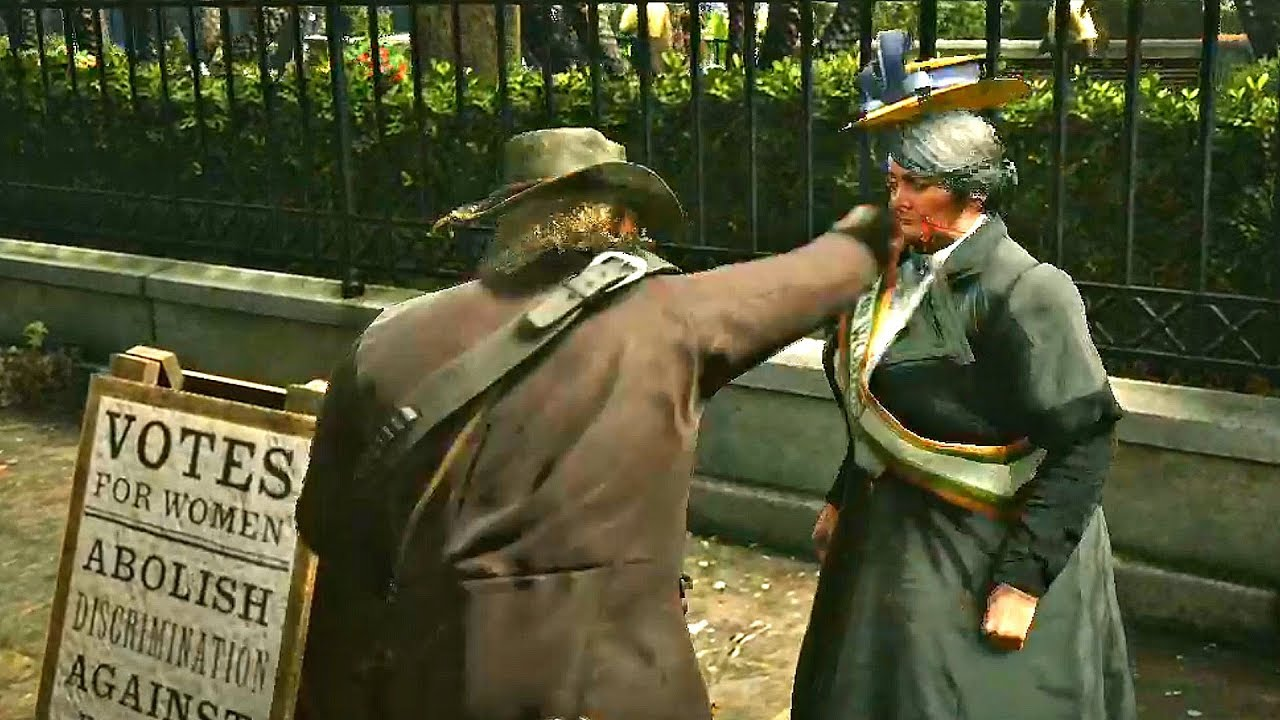 VOTES
FOR WOMEN
ABOLISH
DISCRIMINATION
AGAINST